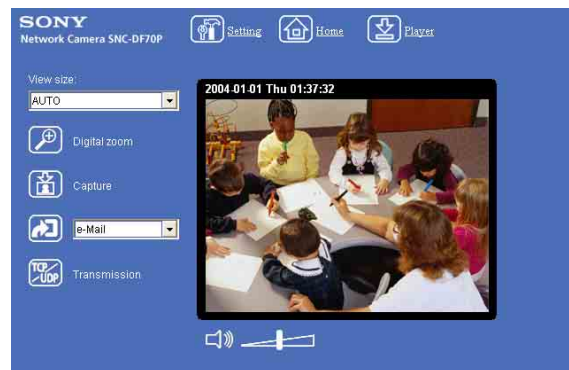 SONY
Network Camera SNC-DF70P
Setting
Home
Player
View size:
AUTO
2004-01-01 Thu 01:37:32
Digital zoom
Capture
e-Mail
TCP/UDP
Transmission